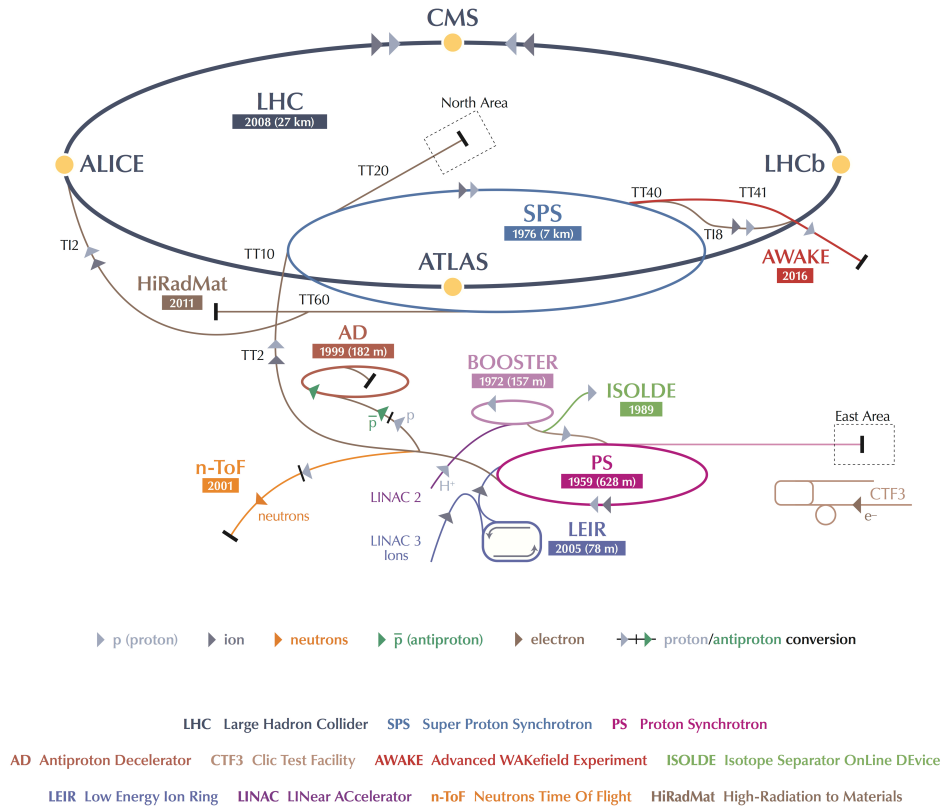 CMS
North Area
LHC
2008 (27 km)
ALICE
LHCb
TT20
TT40
TT41
SPS
1976 (7 km)
TI8
TI2
TT10
ATLAS
AWAKE
2016
HiRadMat
2011
TT60
TT2
AD
1999 (182 m)
BOOSTER
1972 (157 m)
ISOLDE
1989
p
p̅
East Area
n-ToF
2001
PS
1959 (628 m)
LINAC 2
H⁺
CTF3
e–
neutrons
LINAC 3
Ions
LEIR
2005 (78 m)
p (proton) ion neutrons p̅ (antiproton) electron proton/antiproton conversion
LHC Large Hadron Collider SPS Super Proton Synchrotron PS Proton Synchrotron
AD Antiproton Decelerator CTF3 Clic Test Facility AWAKE Advanced WAKefield Experiment ISOLDE Isotope Separator OnLine DEvice
LEIR Low Energy Ion Ring LINAC LINear ACcelerator n-ToF Neutrons Time Of Flight HiRadMat High-Radiation to Materials